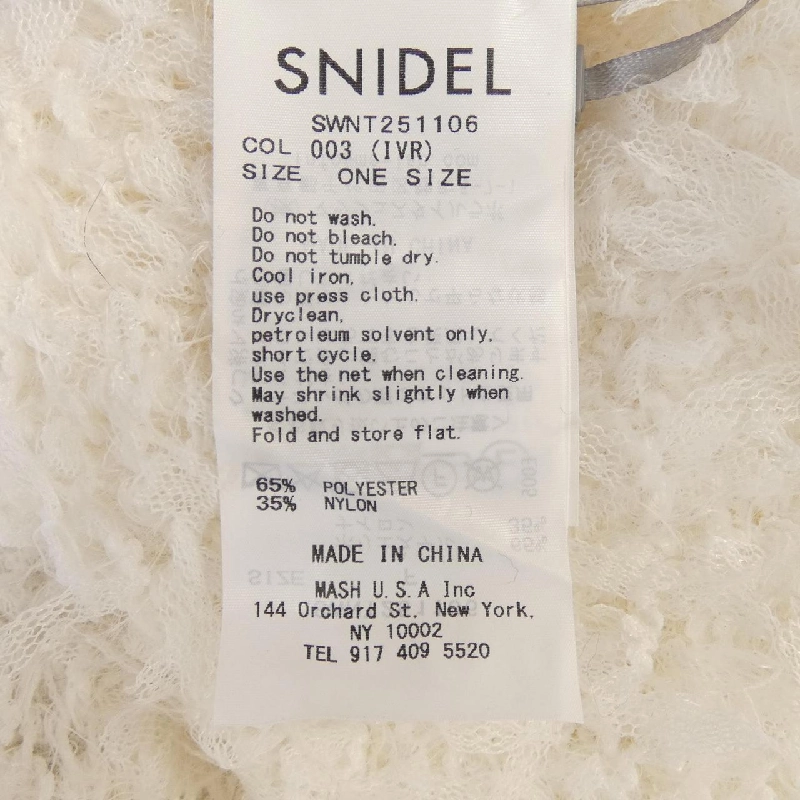 SNIDEL
SWNT251106
COL 003 (IVR)
SIZE ONE SIZE
Do not wash.
Do not bleach.
Do not tumble dry.
Cool iron,
use press cloth.
Dryclean,
petroleum solvent only,
short cycle.
Use the net when cleaning.
May shrink slightly when
washed.
Fold and store flat.
65% POLYESTER
35% NYLON
MADE IN CHINA
MASH U.S.A Inc
144 Orchard St. New York,
NY 10002
TEL 917 409 5520